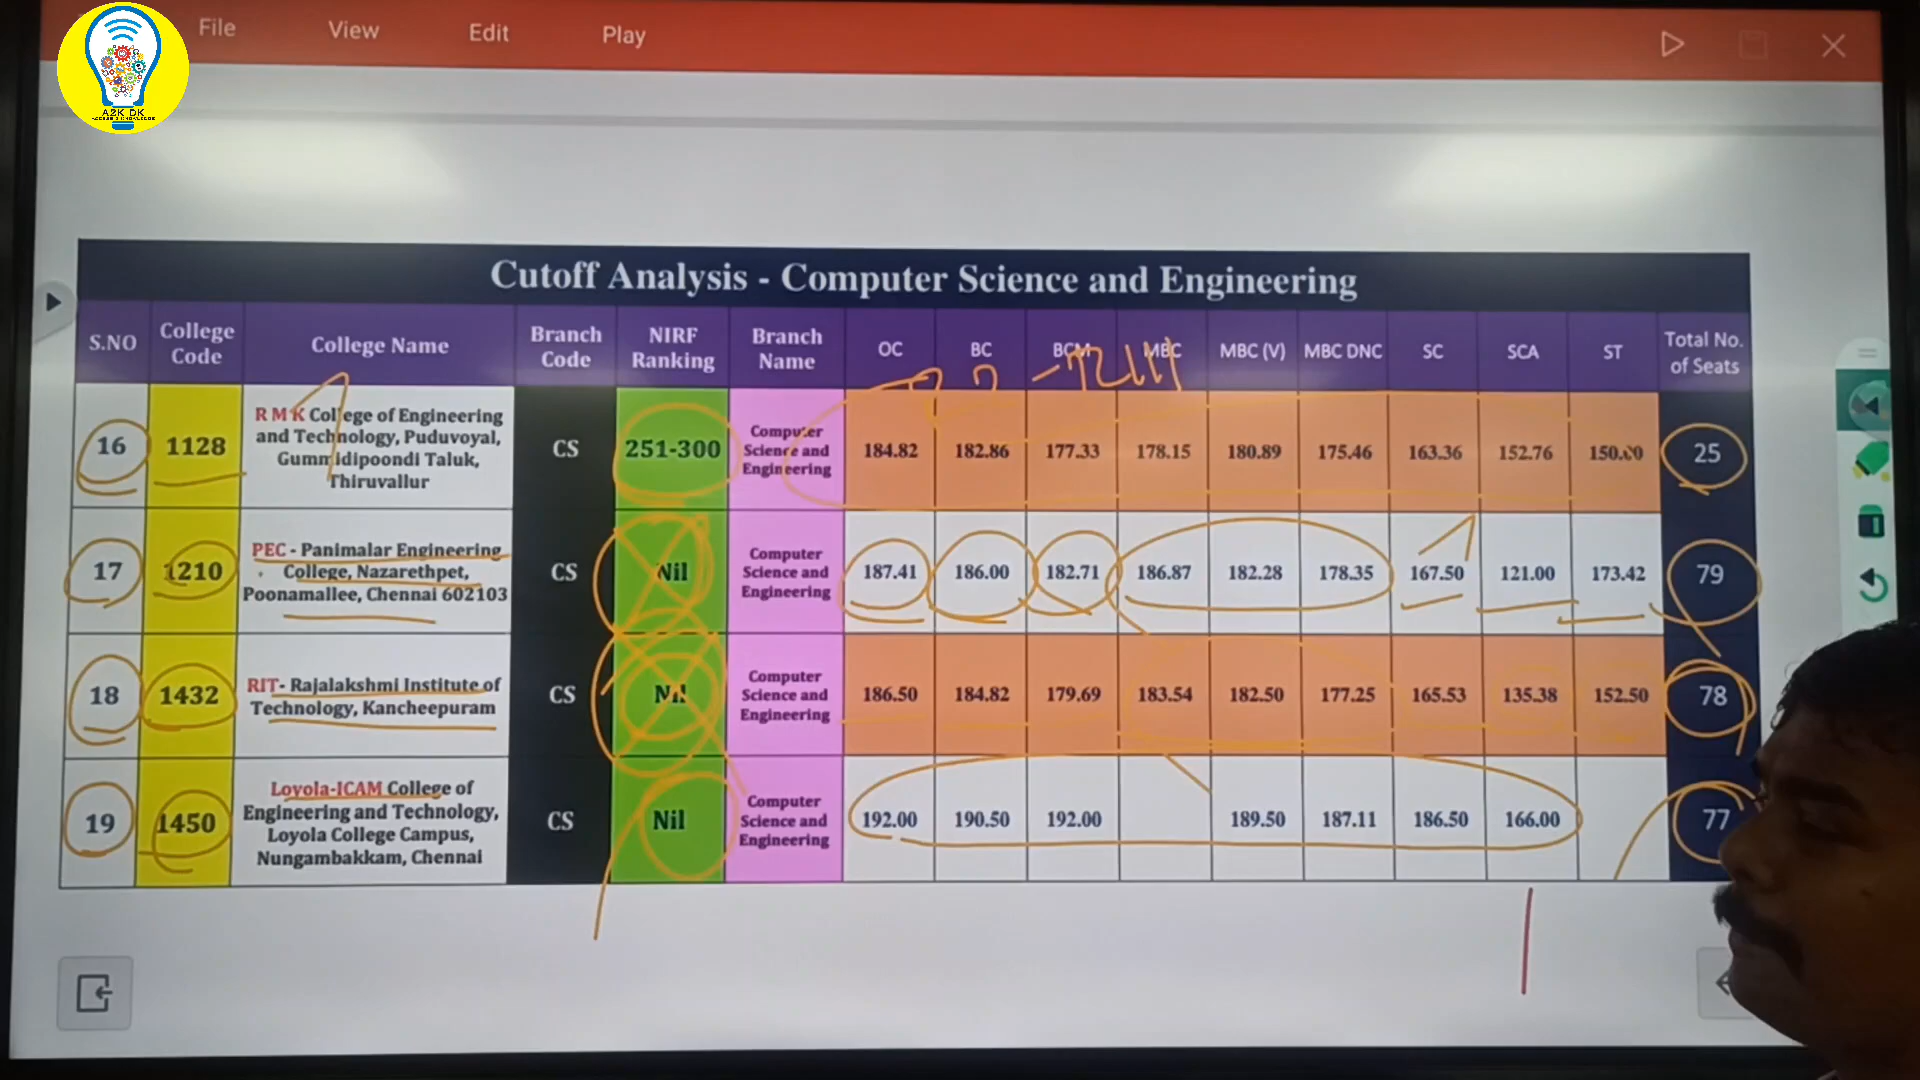 File View Edit Play
A2K DK
Cutoff Analysis - Computer Science and Engineering
S.NO College Code College Name Branch Code NIRF Ranking Branch Name OC BC BCM MBC MBC (V) MBC DNC SC SCA ST Total No. of Seats
16 1128 R M K College of Engineering and Technology, Puduvoyal, Gummidipoondi Taluk, Thiruvallur CS 251-300 Computer Science and Engineering 184.82 182.86 177.33 178.15 180.89 175.46 163.36 152.76 150.00 25
17 1210 PEC - Panimalar Engineering College, Nazarethpet, Poonamallee, Chennai 602103 CS Nil Computer Science and Engineering 187.41 186.00 182.71 186.87 182.28 178.35 167.50 121.00 173.42 79
18 1432 RIT- Rajalakshmi Institute of Technology, Kancheepuram CS Nil Computer Science and Engineering 186.50 184.82 179.69 183.54 182.50 177.25 165.53 135.38 152.50 78
19 1450 Loyola-ICAM College of Engineering and Technology, Loyola College Campus, Nungambakkam, Chennai CS Nil Computer Science and Engineering 192.00 190.50 192.00 189.50 187.11 186.50 166.00 77